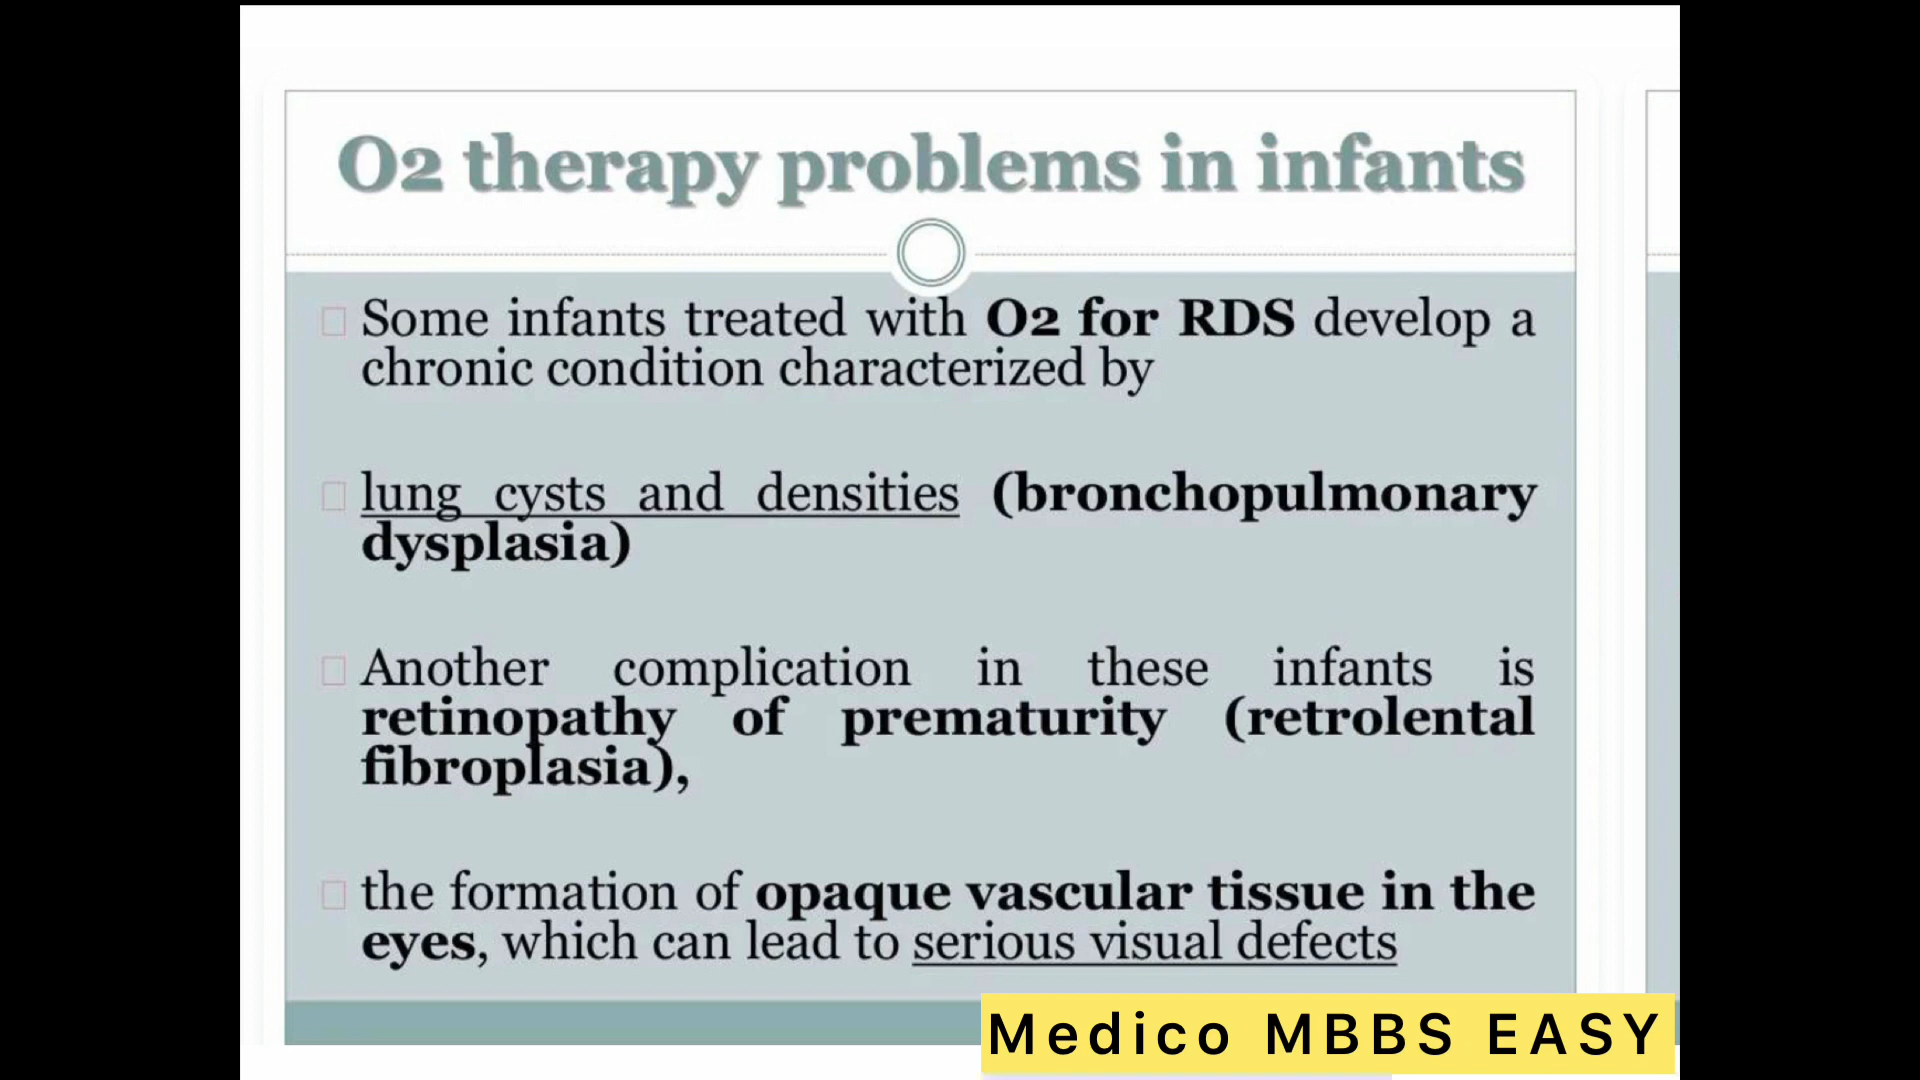 O2 therapy problems in infants
Some infants treated with O2 for RDS develop a
chronic condition characterized by
lung cysts and densities (bronchopulmonary
dysplasia)
Another complication in these infants is
retinopathy of prematurity (retrolental
fibroplasia),
the formation of opaque vascular tissue in the
eyes, which can lead to serious visual defects
Medico MBBS EASY